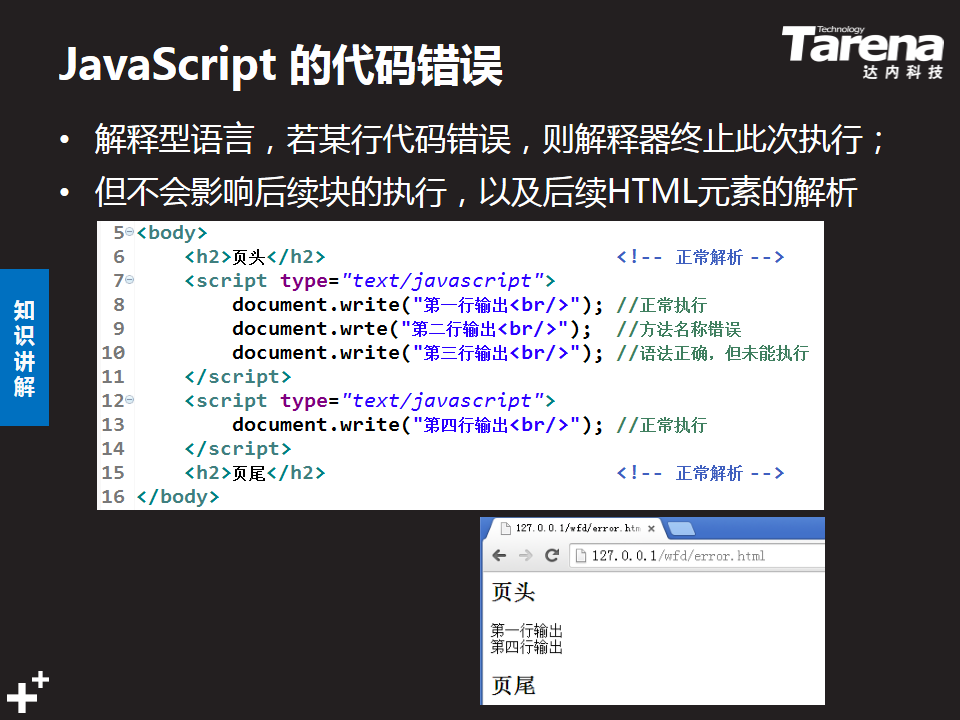 JavaScript 的代码错误
Technology
Tarena
达内科技
• 解释型语言，若某行代码错误，则解释器终止此次执行；
• 但不会影响后续块的执行，以及后续HTML元素的解析
知识讲解
5 <body>
6 <h2>页头</h2> <!-- 正常解析 -->
7 <script type="text/javascript">
8 document.write("第一行输出<br/>"); //正常执行
9 document.wrte("第二行输出<br/>"); //方法名称错误
10 document.write("第三行输出<br/>"); //语法正确，但未能执行
11 </script>
12 <script type="text/javascript">
13 document.write("第四行输出<br/>"); //正常执行
14 </script>
15 <h2>页尾</h2> <!-- 正常解析 -->
16 </body>
127.0.0.1/wfd/error.htm
127.0.0.1/wfd/error.html
页头
第一行输出
第四行输出
页尾